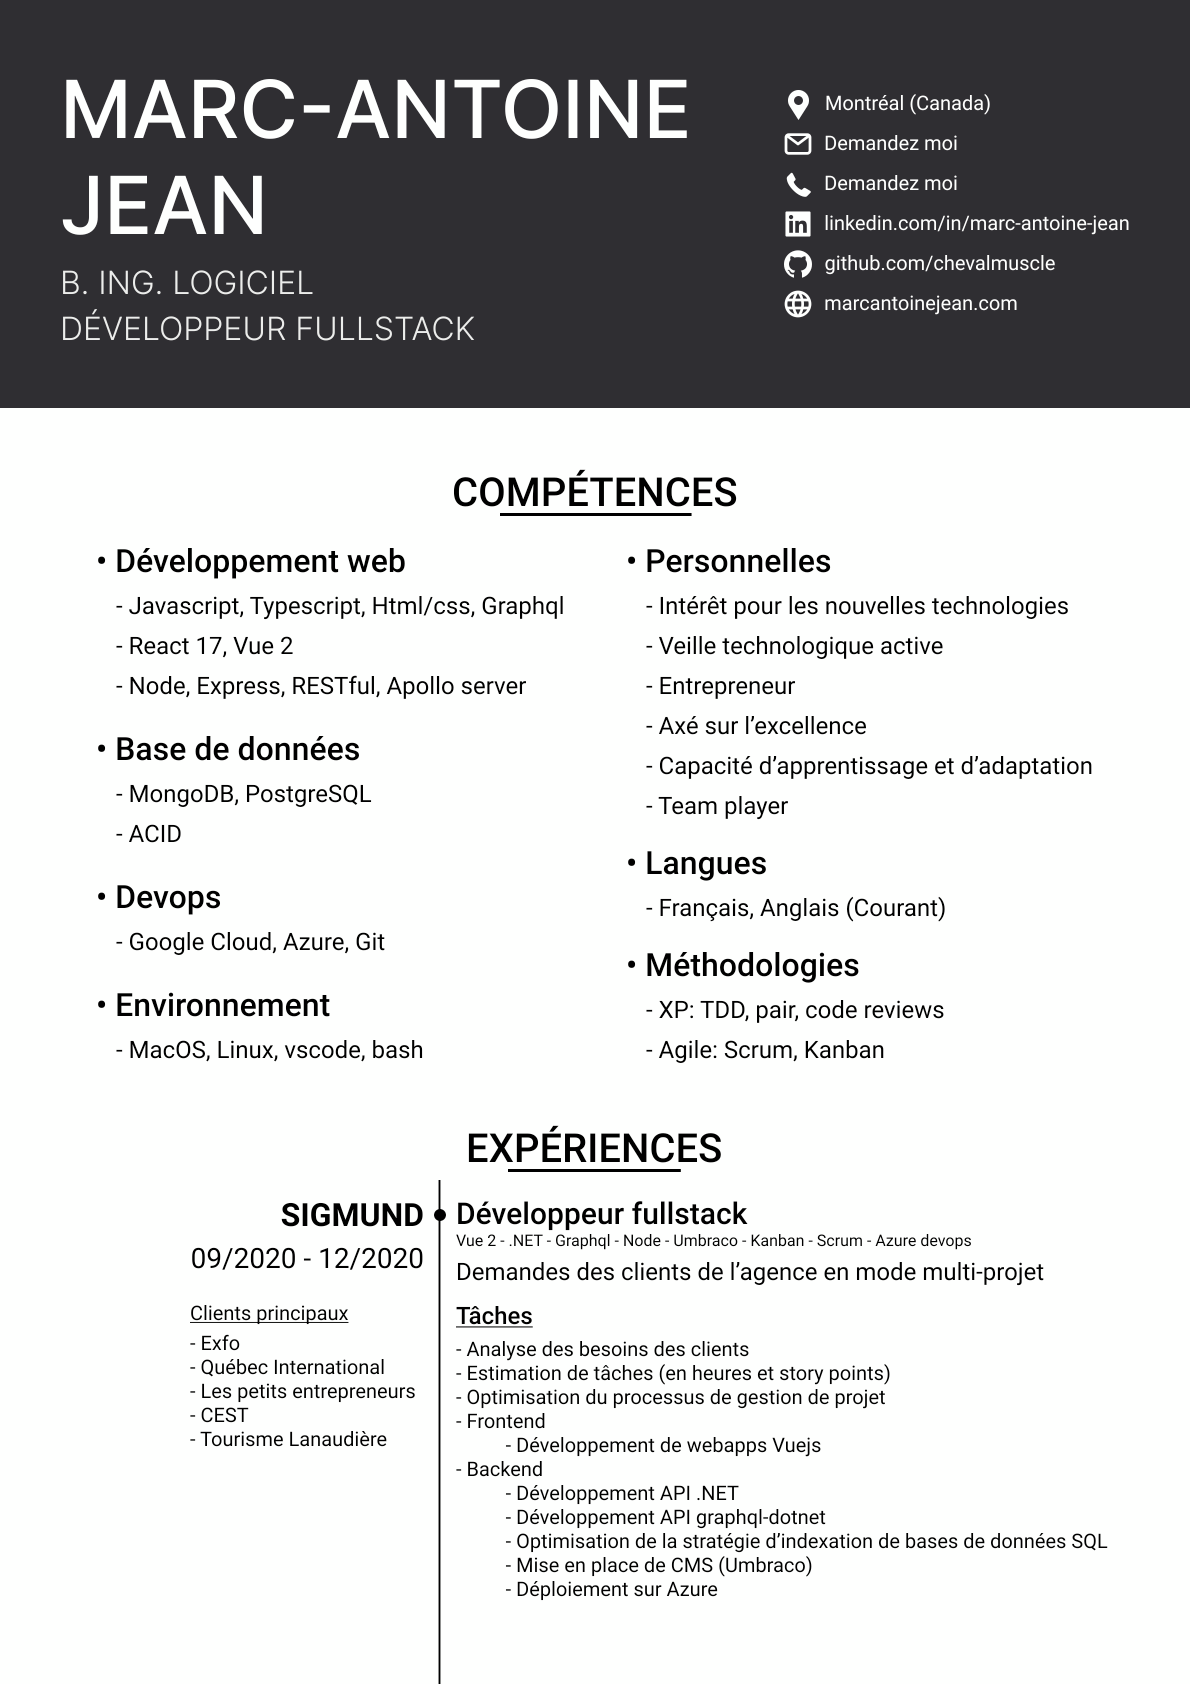 MARC-ANTOINE
JEAN
B. ING. LOGICIEL
DÉVELOPPEUR FULLSTACK
Montréal (Canada)
Demandez moi
Demandez moi
linkedin.com/in/marc-antoine-jean
github.com/chevalmuscle
marcantoinejean.com
COMPÉTENCES
• Développement web
- Javascript, Typescript, Html/css, Graphql
- React 17, Vue 2
- Node, Express, RESTful, Apollo server
• Base de données
- MongoDB, PostgreSQL
- ACID
• Devops
- Google Cloud, Azure, Git
• Environnement
- MacOS, Linux, vscode, bash
• Personnelles
- Intérêt pour les nouvelles technologies
- Veille technologique active
- Entrepreneur
- Axé sur l’excellence
- Capacité d’apprentissage et d’adaptation
- Team player
• Langues
- Français, Anglais (Courant)
• Méthodologies
- XP: TDD, pair, code reviews
- Agile: Scrum, Kanban
EXPÉRIENCES
SIGMUND
09/2020 - 12/2020
Clients principaux
- Exfo
- Québec International
- Les petits entrepreneurs
- CEST
- Tourisme Lanaudière
Développeur fullstack
Vue 2 - .NET - Graphql - Node - Umbraco - Kanban - Scrum - Azure devops
Demandes des clients de l’agence en mode multi-projet
Tâches
- Analyse des besoins des clients
- Estimation de tâches (en heures et story points)
- Optimisation du processus de gestion de projet
- Frontend
- Développement de webapps Vuejs
- Backend
- Développement API .NET
- Développement API graphql-dotnet
- Optimisation de la stratégie d’indexation de bases de données SQL
- Mise en place de CMS (Umbraco)
- Déploiement sur Azure